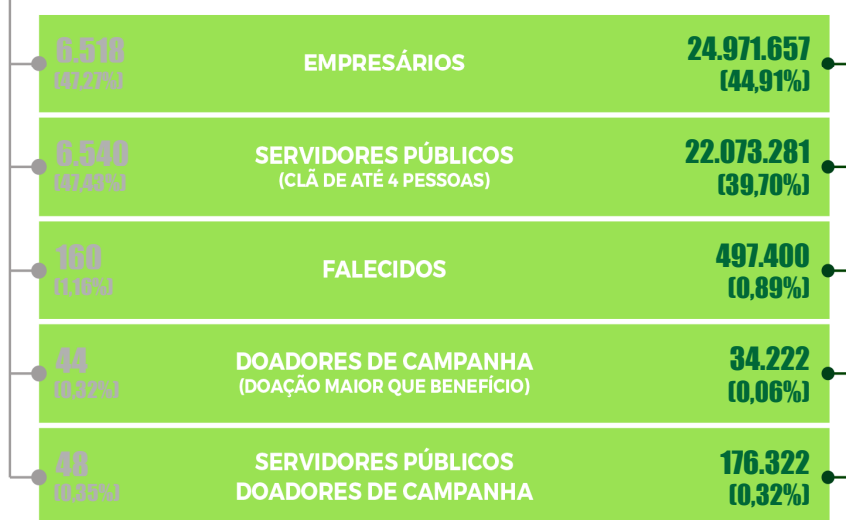 6.518
(47,27%)
EMPRESÁRIOS
24.971.657
(44,91%)
6.540
(47,43%)
SERVIDORES PÚBLICOS
(CLÃ DE ATÉ 4 PESSOAS)
22.073.281
(39,70%)
160
(1,16%)
FALECIDOS
497.400
(0,89%)
44
(0,32%)
DOADORES DE CAMPANHA
(DOAÇÃO MAIOR QUE BENEFÍCIO)
34.222
(0,06%)
48
(0,35%)
SERVIDORES PÚBLICOS
DOADORES DE CAMPANHA
176.322
(0,32%)